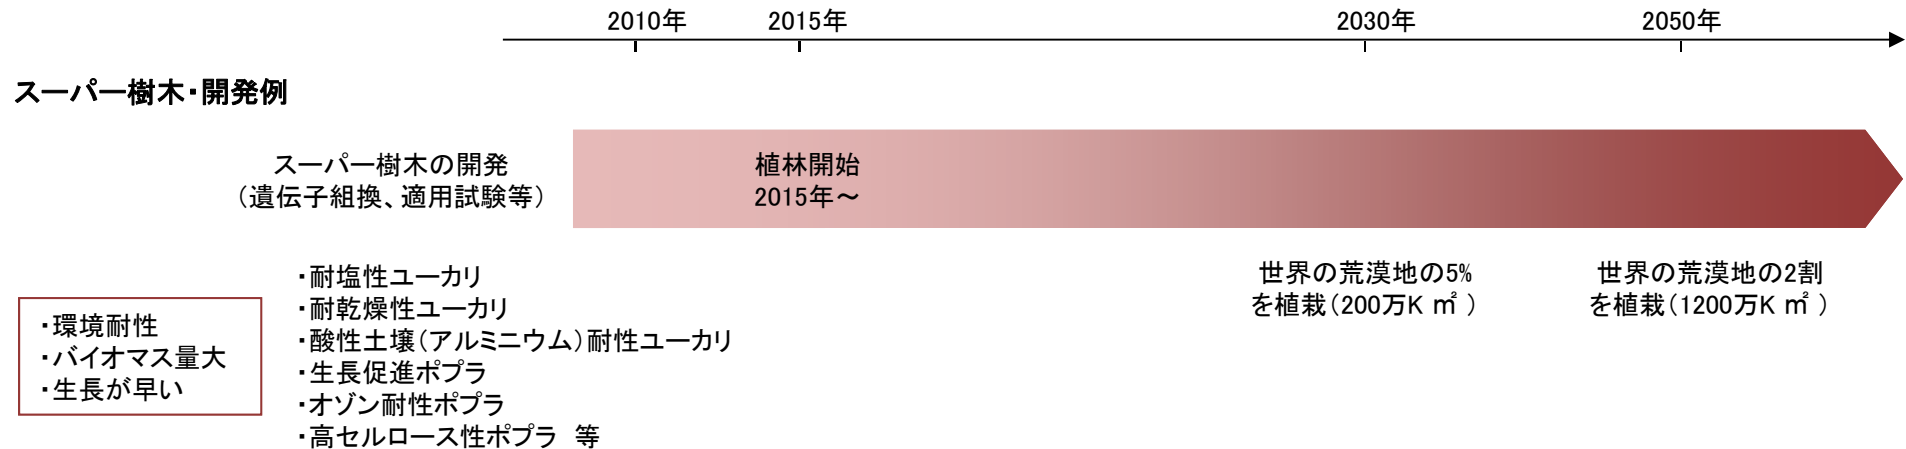 2010年 2015年 2030年 2050年
スーパー樹木・開発例
スーパー樹木の開発
（遺伝子組換、適用試験等）
植林開始
2015年～
・環境耐性
・バイオマス量大
・生長が早い
・耐塩性ユーカリ
・耐乾燥性ユーカリ
・酸性土壌（アルミニウム）耐性ユーカリ
・生長促進ポプラ
・オゾン耐性ポプラ
・高セルロース性ポプラ 等
世界の荒漠地の5%
を植栽（200万K㎡）
世界の荒漠地の2割
を植栽（1200万K㎡）